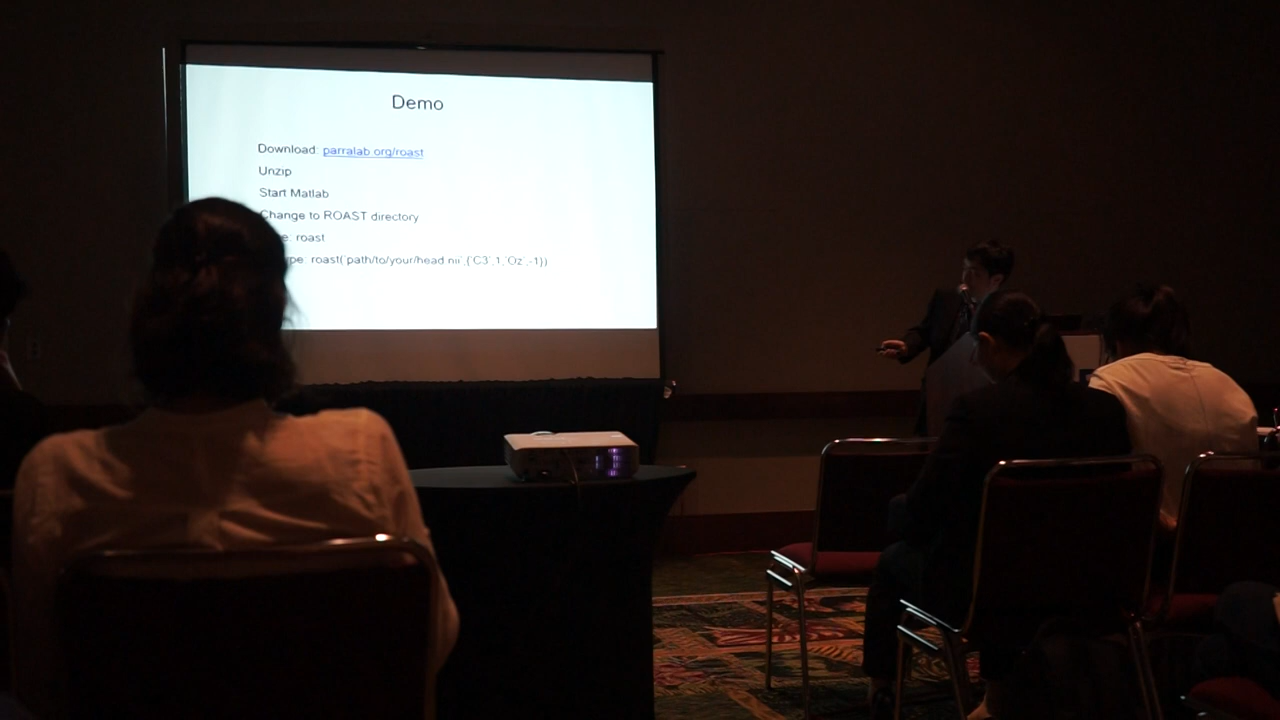 Demo
Download: parralab.org/roast
Unzip
Start Matlab
Change to ROAST directory
roast
roast('path/to/your/head.nii',{'C3',1,'Oz',-1})